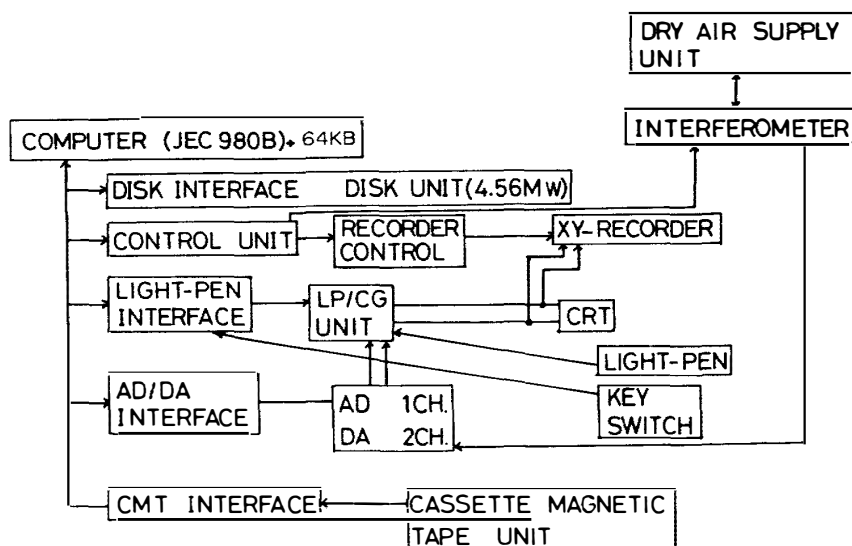 DRY AIR SUPPLY
UNIT
COMPUTER (JEC 980B)+ 64KB
INTERFEROMETER
DISK INTERFACE DISK UNIT(4.56MW)
CONTROL UNIT
RECORDER
CONTROL
XY-RECORDER
LIGHT-PEN
INTERFACE
LP/CG
UNIT
CRT
LIGHT-PEN
AD/DA
INTERFACE
AD 1CH.
DA 2CH.
KEY
SWITCH
CMT INTERFACE
CASSETTE MAGNETIC
TAPE UNIT